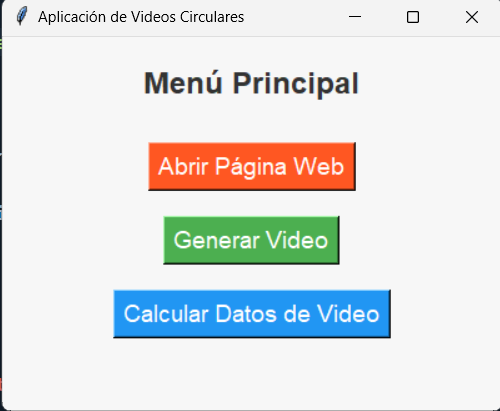 Aplicación de Videos Circulares
Menú Principal
Abrir Página Web
Generar Video
Calcular Datos de Video